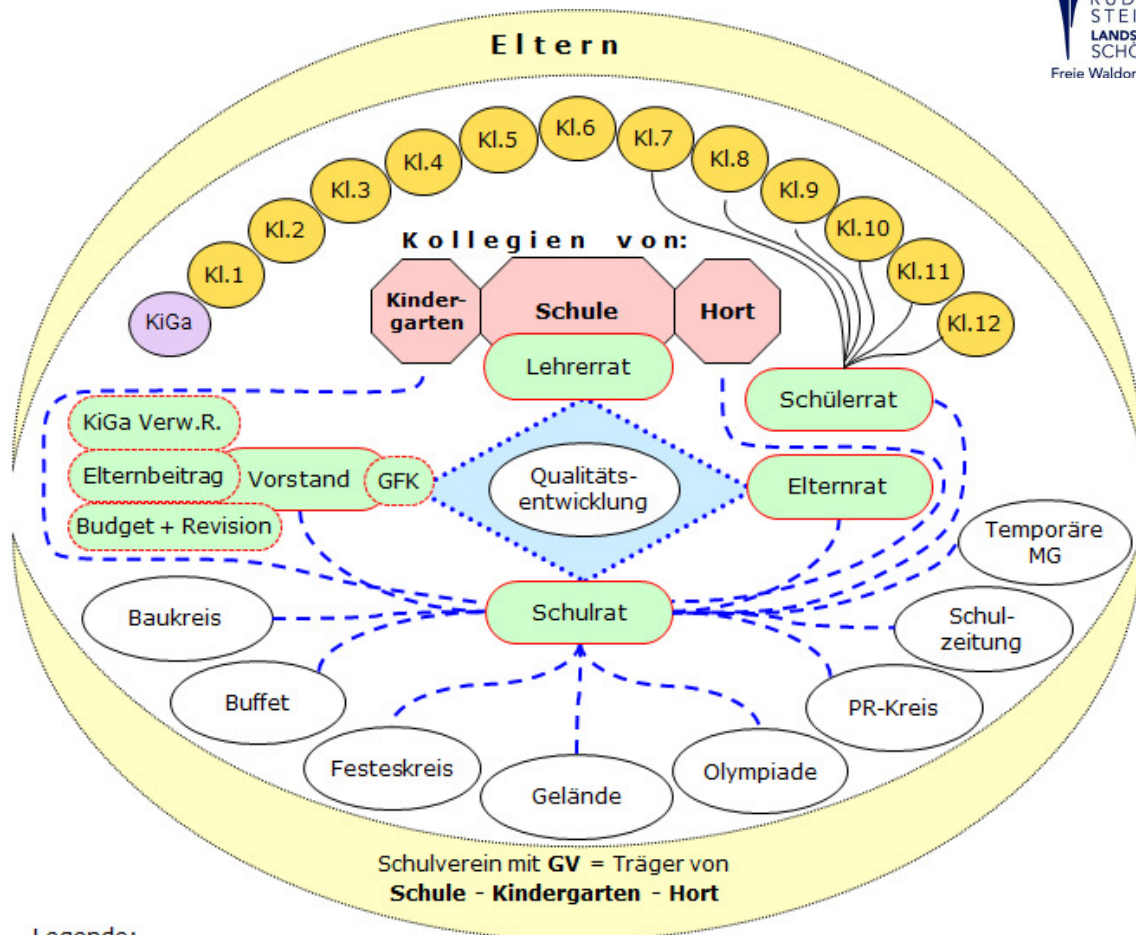 Eltern
LANDS
Freie Waldor
Kl.1
Kl.2
Kl.3
Kl.4
Kl.5
Kl.6
Kl.7
Kl.8
Kl.9
Kl.10
Kl.11
Kl.12
KiGa
Kollegien von:
Kinder-
garten
Schule
Hort
Lehrerrat
Schülerrat
KiGa Verw.R.
Elternbeitrag
Vorstand
GFK
Budget + Revision
Qualitäts-
entwicklung
Elternrat
Temporäre
MG
Schulrat
Baukreis
Schul-
zeitung
Buffet
PR-Kreis
Festeskreis
Gelände
Olympiade
Schulverein mit GV = Träger von
Schule - Kindergarten - Hort
Legende: